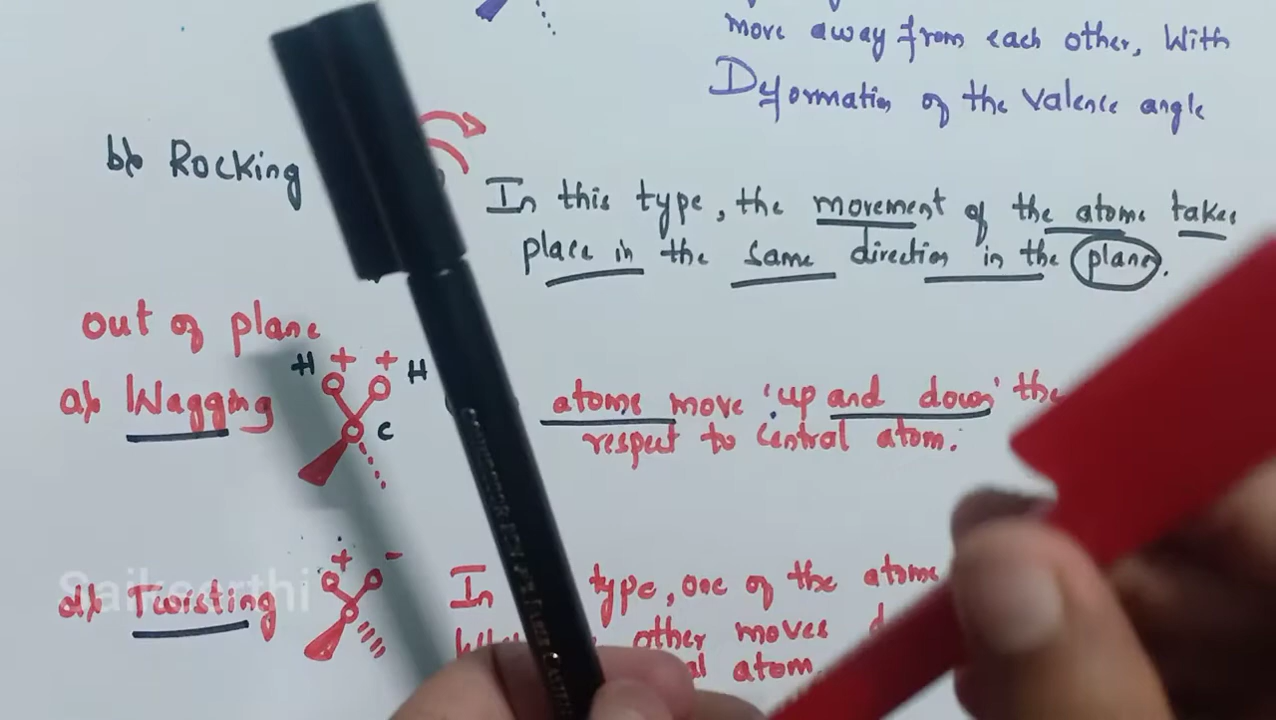 move away from each other, With
Deformation of the valence angle
b) Rocking
In this type, the movement of the atoms takes
place in the same direction in the plane.
out of plane
H + + H
a) Wagging
atoms move 'up and down' the
C
respect to Central atom.
+ -
d) Twisting
Saikeerthi
In type, one of the atoms
other moves
atom.